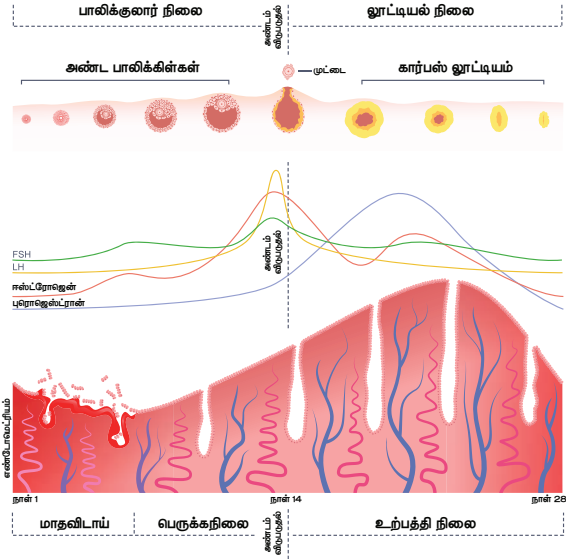 பாலிக்குலார் நிலை
அண்டம் விடுபடுதல்
லூட்டியல் நிலை
அண்ட பாலிக்கிள்கள்
முட்டை
கார்பஸ் லூட்டியம்
FSH
LH
ஈஸ்ட்ரோஜென்
புரொஜெஸ்ட்ரான்
அண்டம் விடுபடுதல்
எண்டோமெட்ரியம்
நாள் 1
நாள் 14
நாள் 28
மாதவிடாய்
பெருக்கநிலை
அண்டம் விடுபடுதல்
உற்பத்தி நிலை